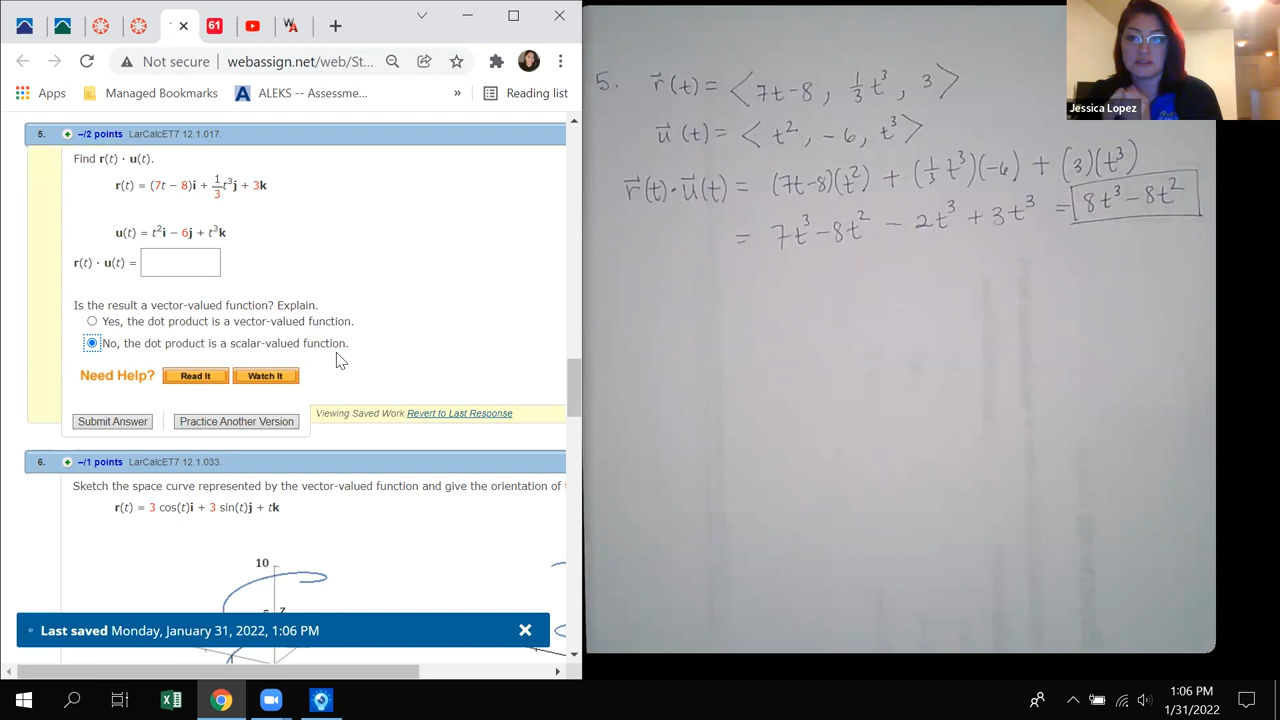 61
Not secure webassign.net/web/St...
Apps Managed Bookmarks ALEKS -- Assessme... » Reading list
5. –/2 points LarCalcET7 12.1.017.
Find r(t) · u(t).
r(t) = (7t − 8)i + 1/3 t³j + 3k
u(t) = t²i − 6j + t³k
r(t) · u(t) =
Is the result a vector-valued function? Explain.
Yes, the dot product is a vector-valued function.
No, the dot product is a scalar-valued function.
Need Help? Read It Watch It
Viewing Saved Work Revert to Last Response
Submit Answer Practice Another Version
6. –/1 points LarCalcET7 12.1.033.
Sketch the space curve represented by the vector-valued function and give the orientation of
r(t) = 3 cos(t)i + 3 sin(t)j + tk
10
z
Last saved Monday, January 31, 2022, 1:06 PM
5. r⃗(t) = ⟨7t-8, 1/3 t³, 3⟩
u⃗(t) = ⟨t², -6, t³⟩
r⃗(t)·u⃗(t) = (7t-8)(t²) + (1/3 t³)(-6) + (3)(t³)
= 7t³ - 8t² - 2t³ + 3t³ = 8t³ - 8t²
Jessica Lopez
1:06 PM
1/31/2022